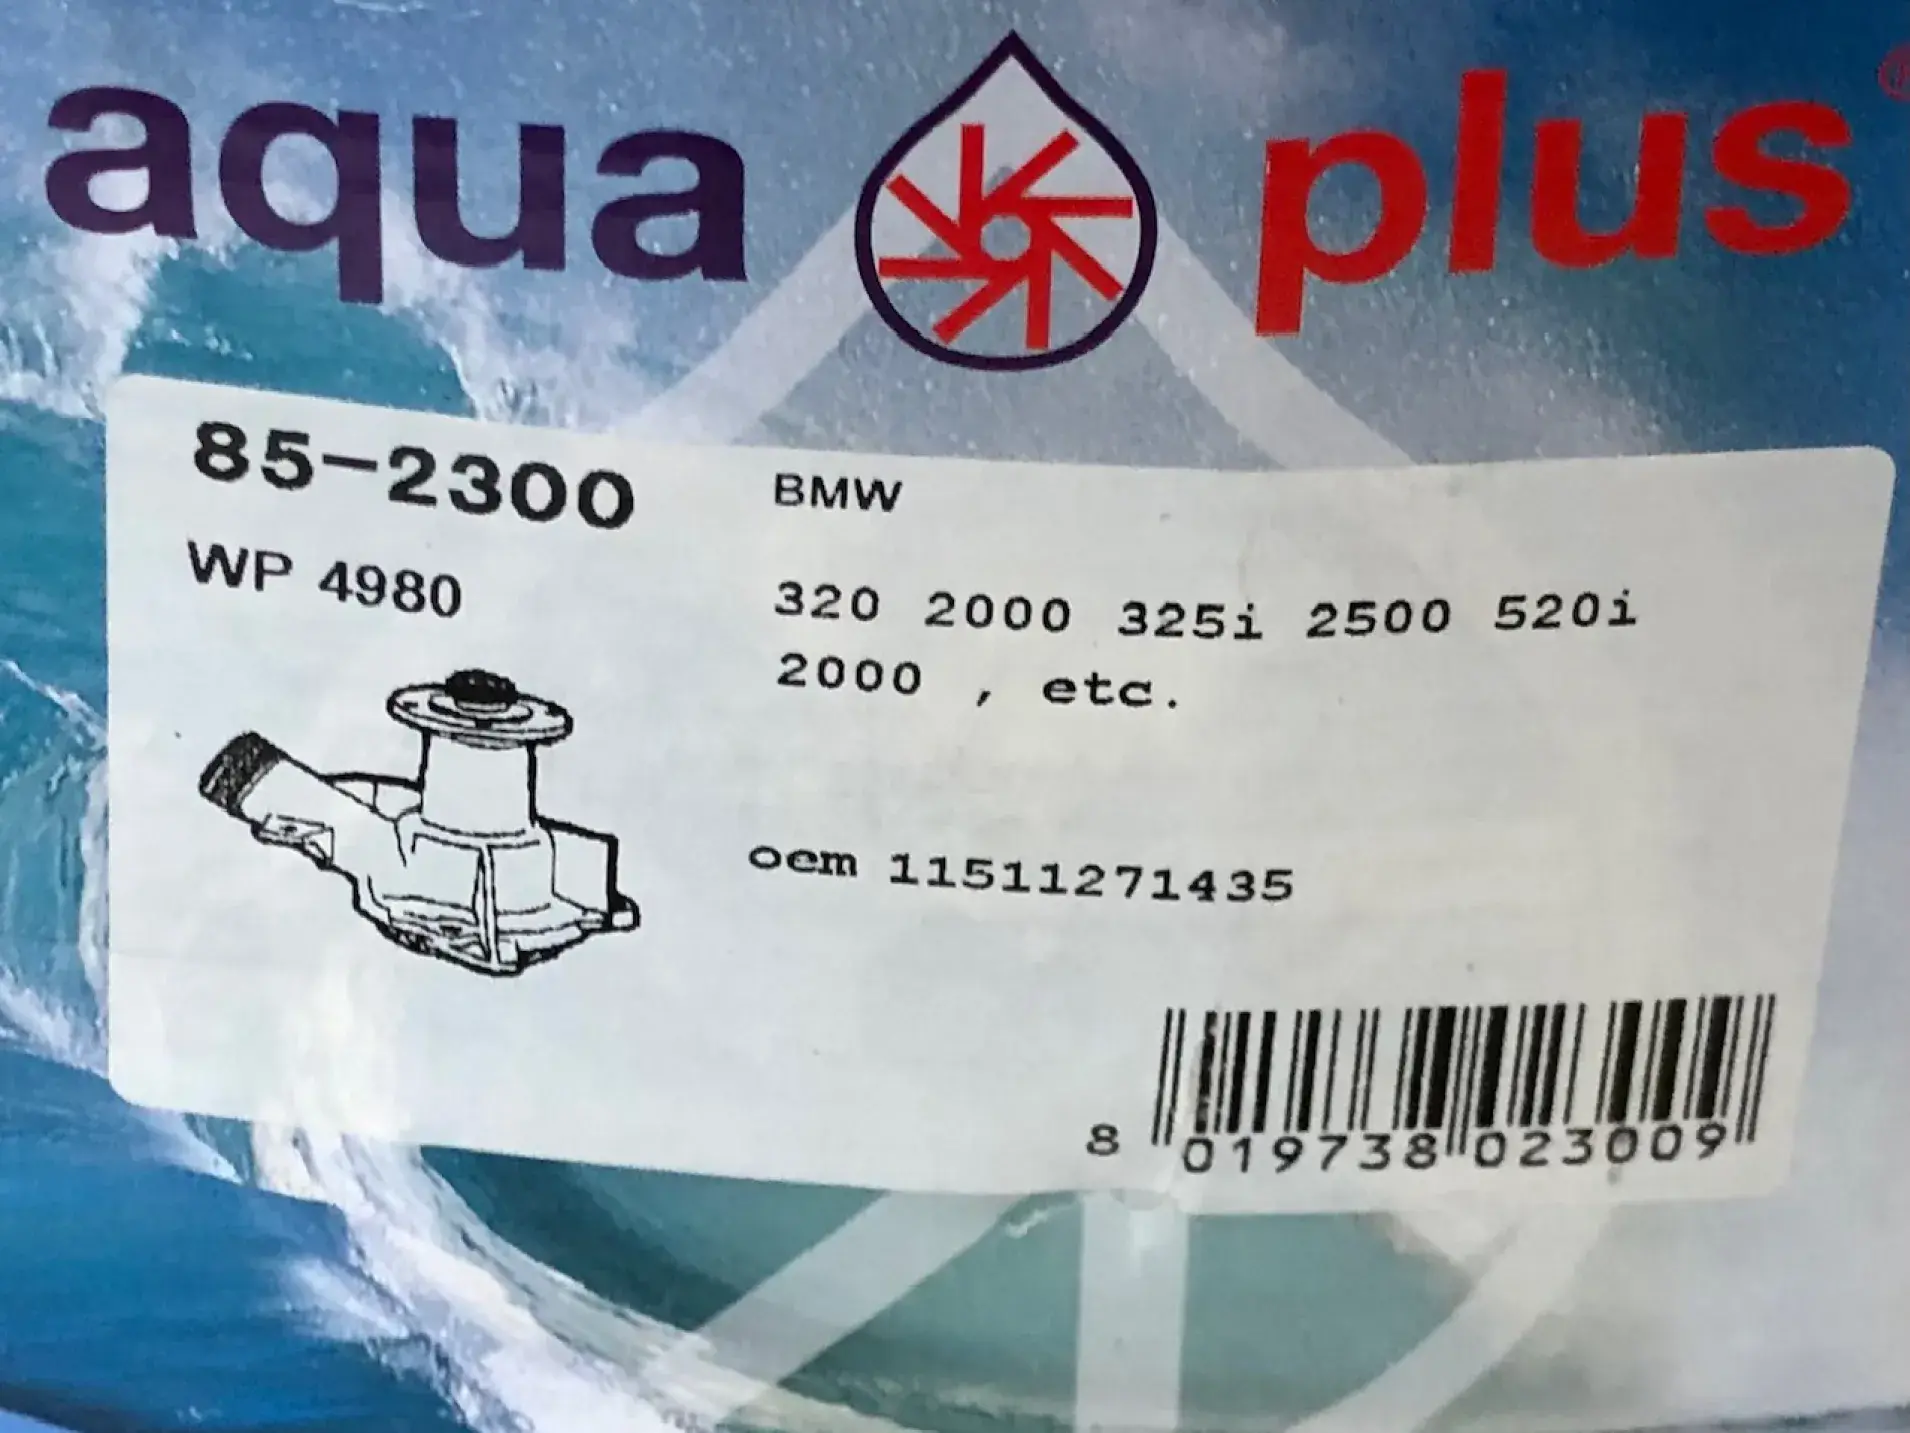 aqua plus
85-2300
WP 4980
BMW
320 2000 325i 2500 520i
2000 , etc.
oem 11511271435
8 019738 023009